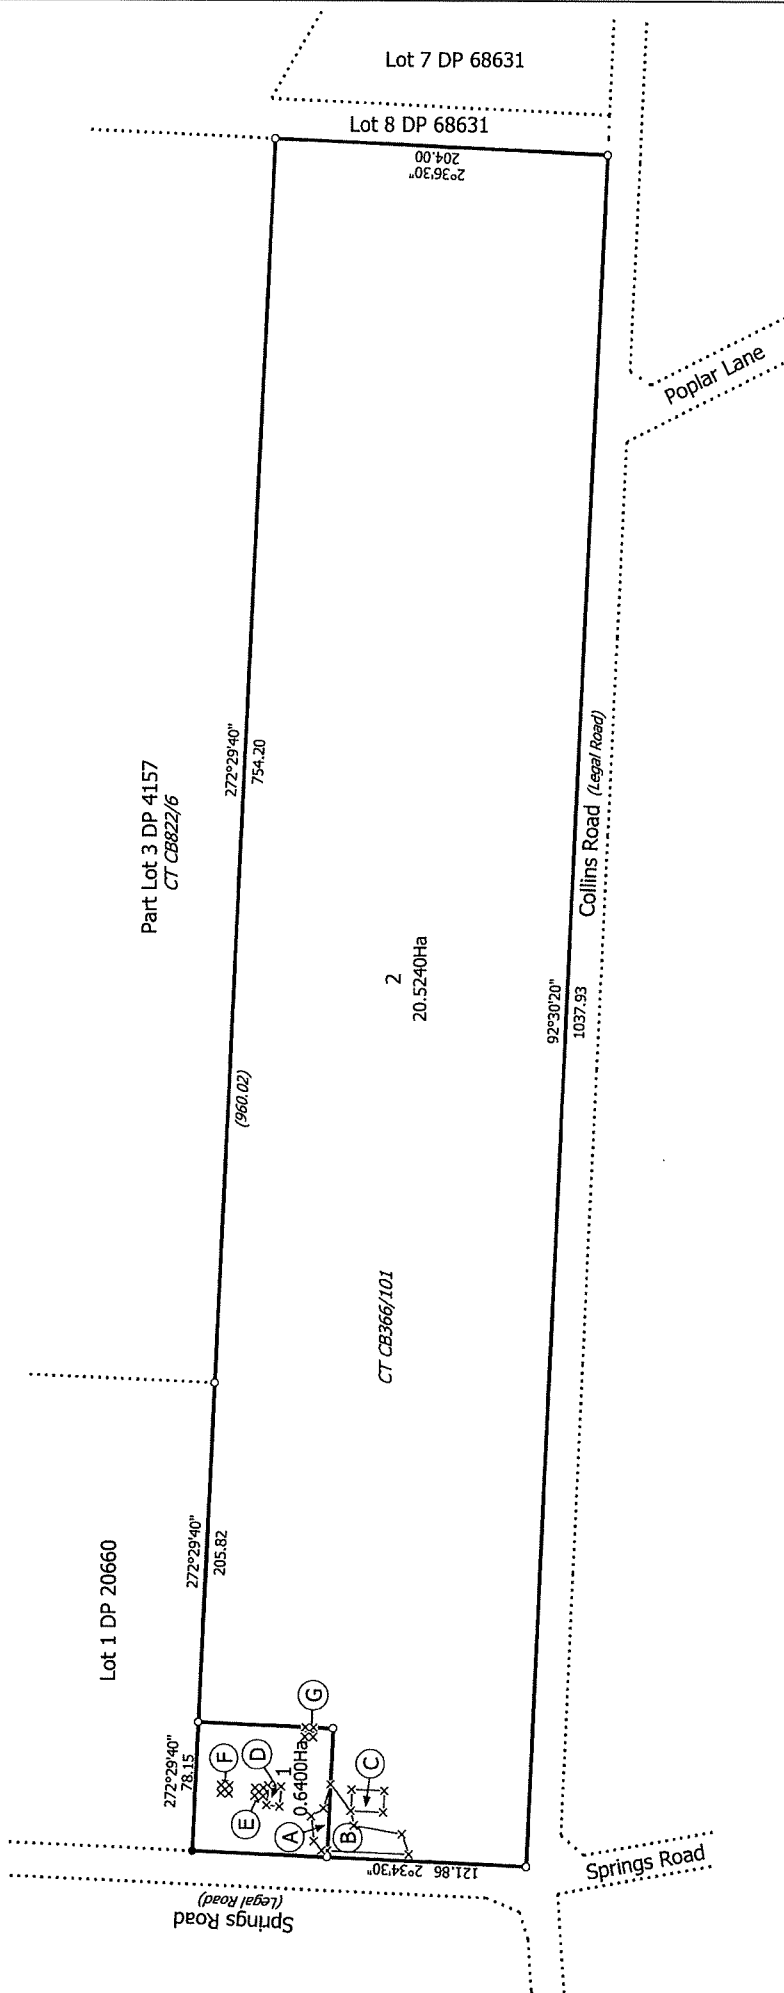 Lot 7 DP 68631
Lot 8 DP 68631
204.00
2°36'30"
Poplar Lane
272°29'40"
754.20
Part Lot 3 DP 4157
CT CB822/6
Collins Road (Legal Road)
2
20.5240Ha
92°30'20"
1037.93
(960.02)
CT CB366/101
272°29'40"
205.82
Lot 1 DP 20660
272°29'40"
78.15
G
F
D
E
1
0.6400Ha
C
A
B
121.86 2°34'30"
Springs Road
Springs Road
(Legal Road)